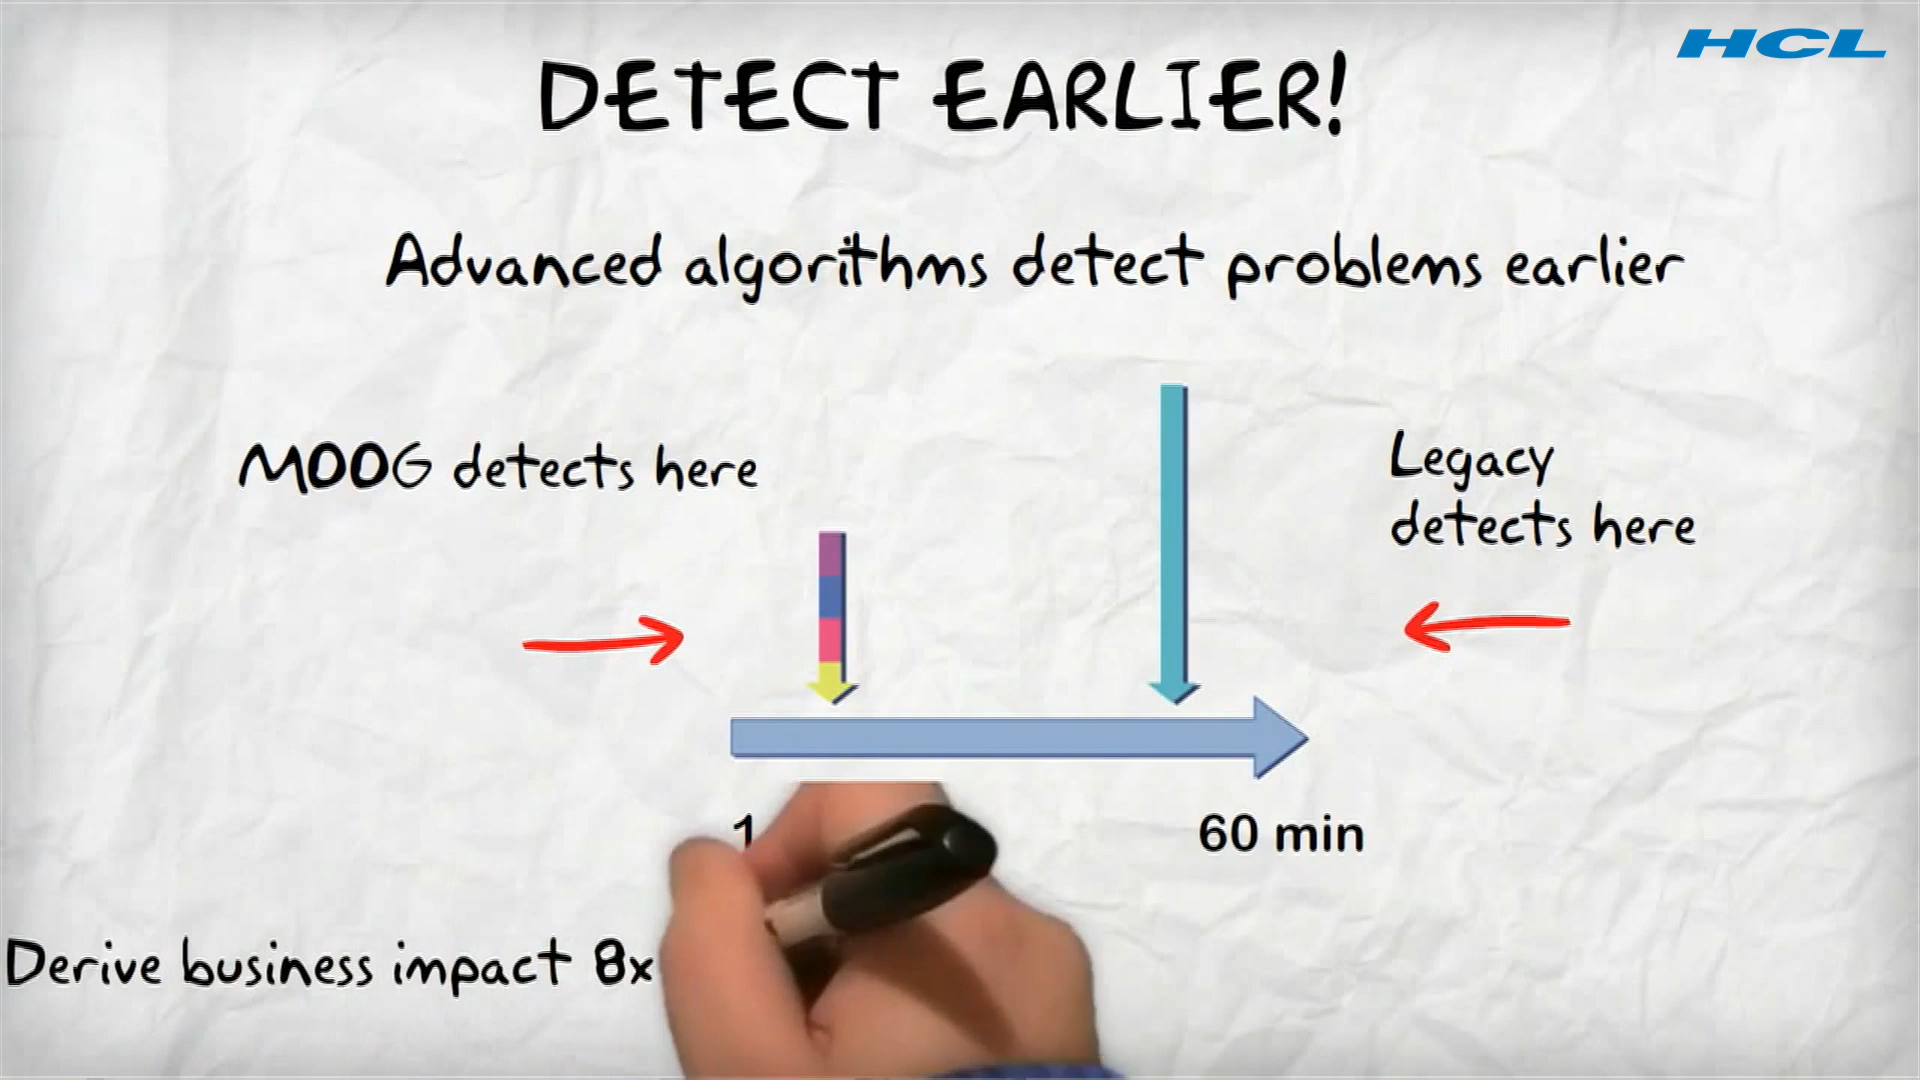 HCL
DETECT EARLIER!
Advanced algorithms detect problems earlier
MOOG detects here
Legacy
detects here
1
60 min
Derive business impact 8x